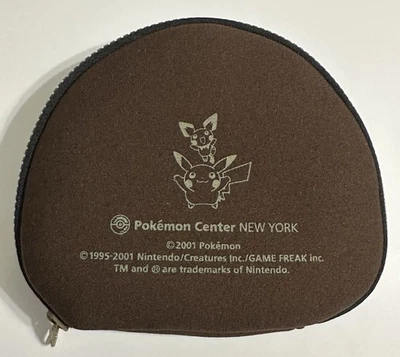 Pokémon Center NEW YORK
©2001 Pokémon
©1995-2001 Nintendo/Creatures Inc./GAME FREAK inc.
TM and ® are trademarks of Nintendo.